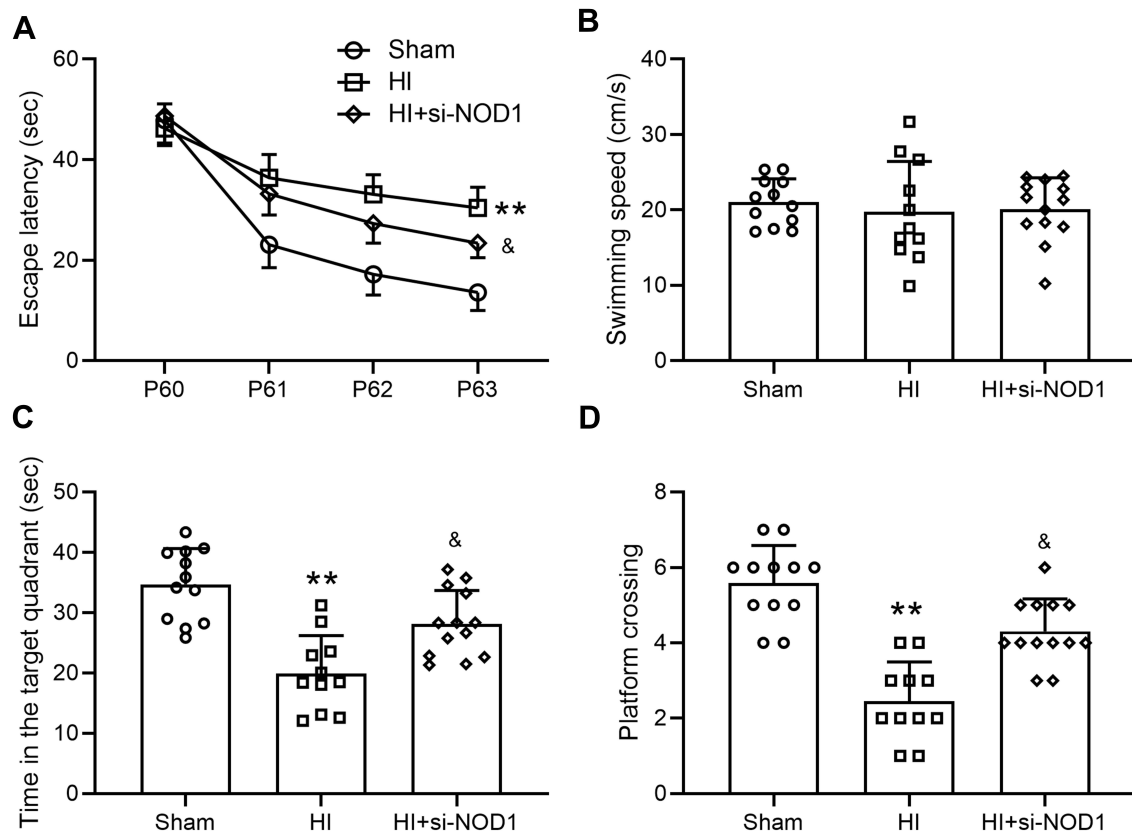 A
Escape latency (sec)
60
40
20
0
Sham
HI
HI+si-NOD1
**
&
P60 P61 P62 P63
B
Swimming speed (cm/s)
40
30
20
10
0
Sham HI HI+si-NOD1
C
Time in the target quadrant (sec)
50
40
30
20
10
0
**
&
Sham HI HI+si-NOD1
D
Platform crossing
8
6
4
2
0
**
&
Sham HI HI+si-NOD1